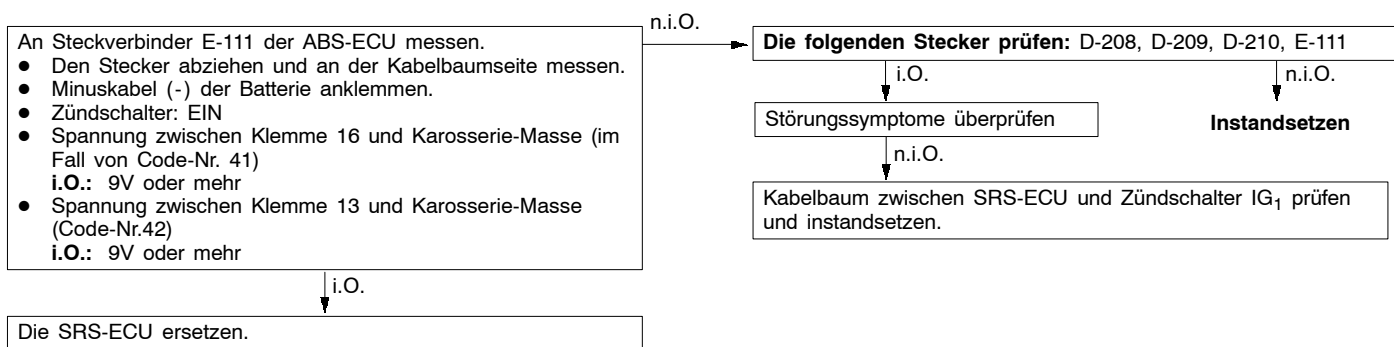 An Steckverbinder E-111 der ABS-ECU messen.
● Den Stecker abziehen und an der Kabelbaumseite messen.
● Minuskabel (-) der Batterie anklemmen.
● Zündschalter: EIN
● Spannung zwischen Klemme 16 und Karosserie-Masse (im
Fall von Code-Nr. 41)
i.O.: 9V oder mehr
● Spannung zwischen Klemme 13 und Karosserie-Masse
(Code-Nr.42)
i.O.: 9V oder mehr
n.i.O.
Die folgenden Stecker prüfen: D-208, D-209, D-210, E-111
i.O.
n.i.O.
Störungssymptome überprüfen
Instandsetzen
n.i.O.
Kabelbaum zwischen SRS-ECU und Zündschalter IG1 prüfen
und instandsetzen.
i.O.
Die SRS-ECU ersetzen.